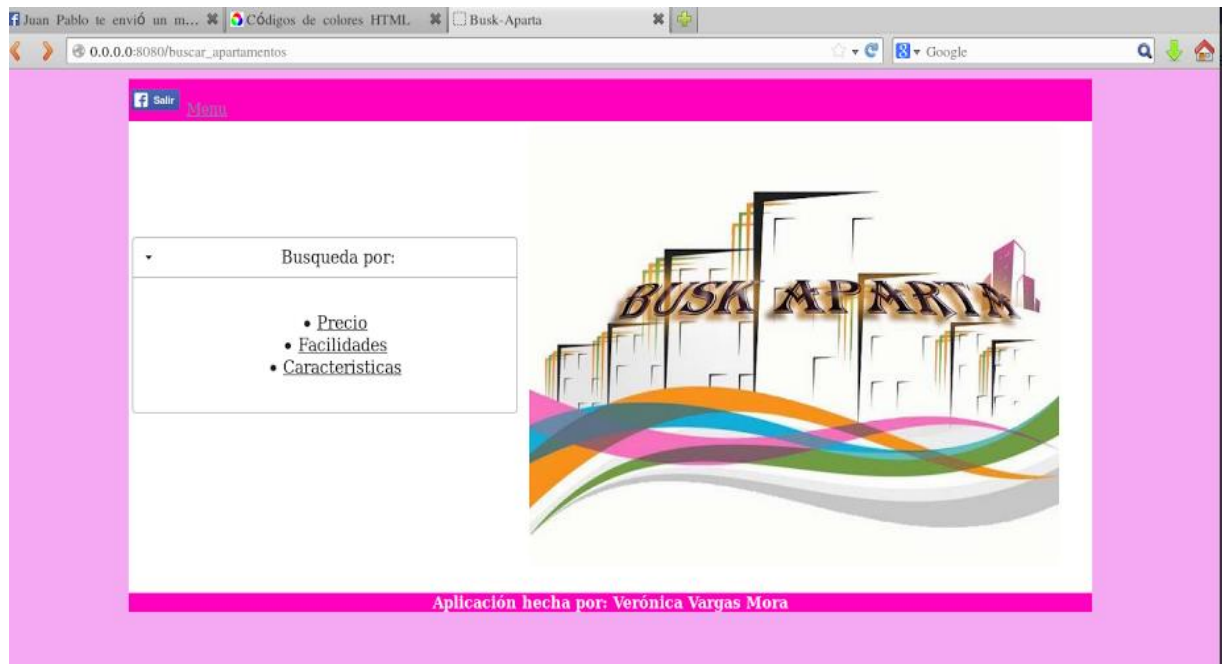 Juan Pablo te envió un m... Códigos de colores HTML Busk-Aparta
0.0.0.0:8080/buscar_apartamentos Google
Salir Menu
Busqueda por:
Precio
Facilidades
Caracteristicas
BUSK APARTA
Aplicación hecha por: Verónica Vargas Mora